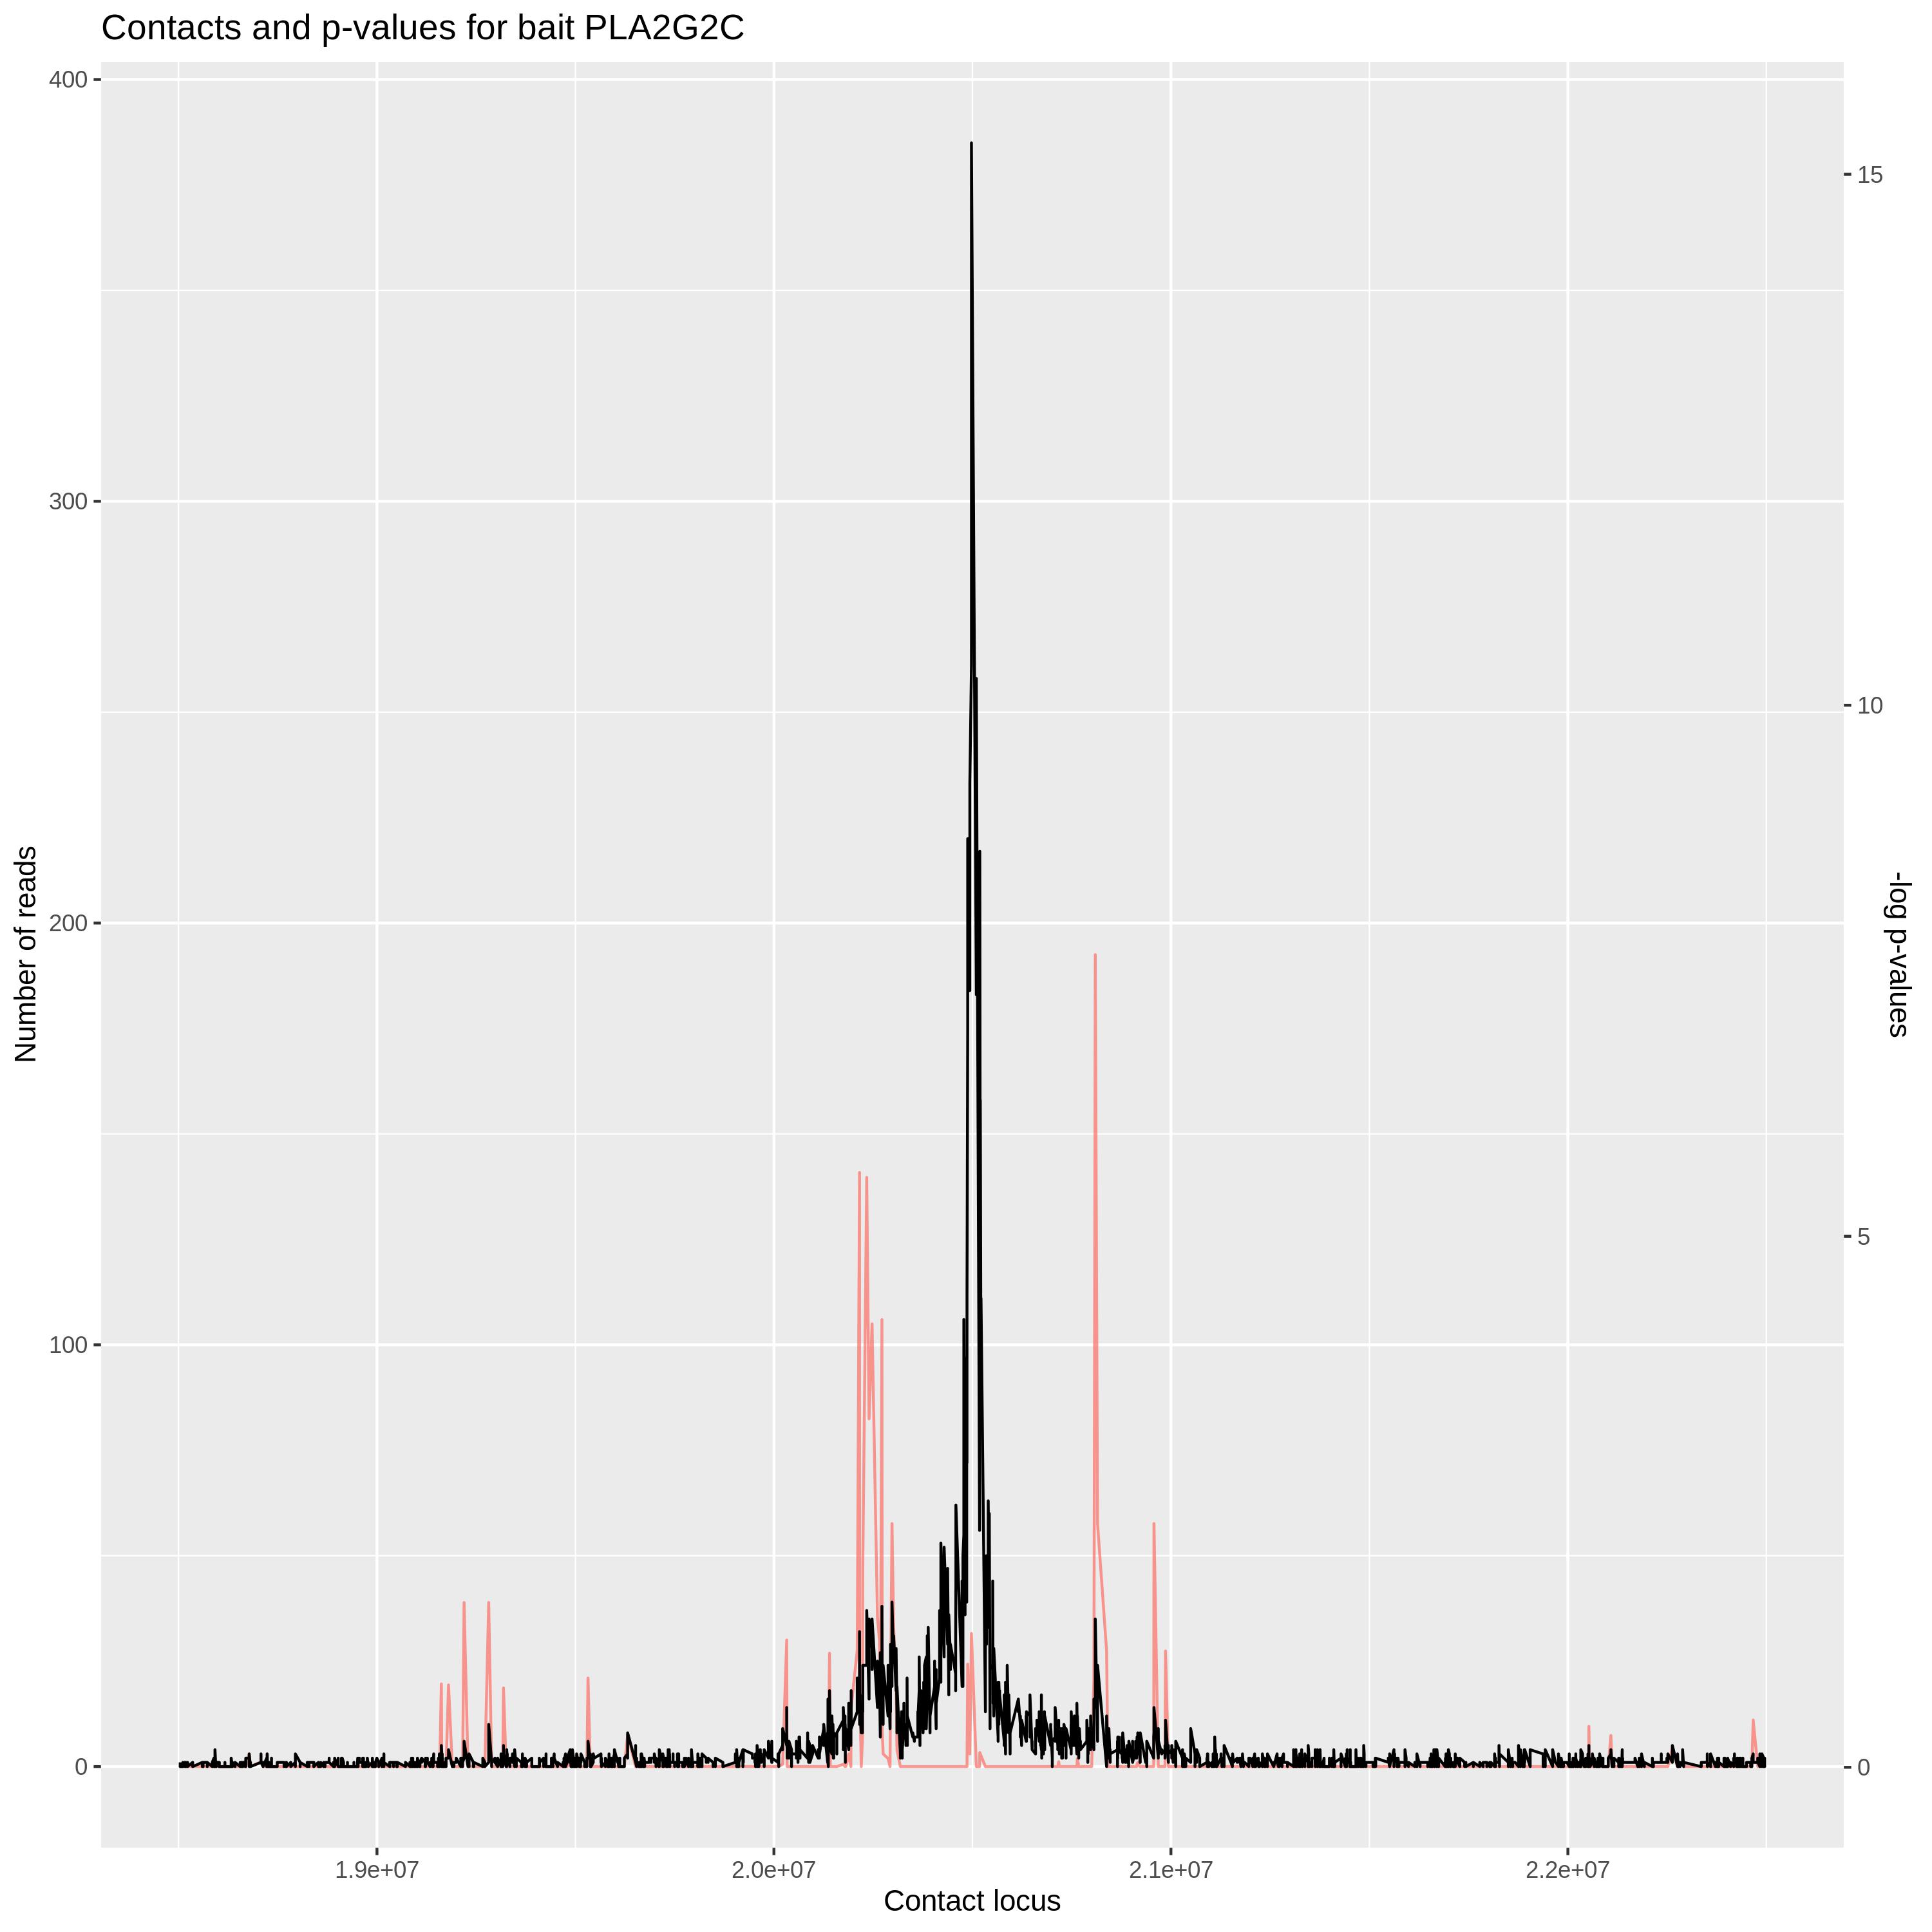 Contacts and p-values for bait PLA2G2C
400
300
200
100
0
15
10
5
0
Number of reads
-log p-values
1.9e+07 2.0e+07 2.1e+07 2.2e+07
Contact locus